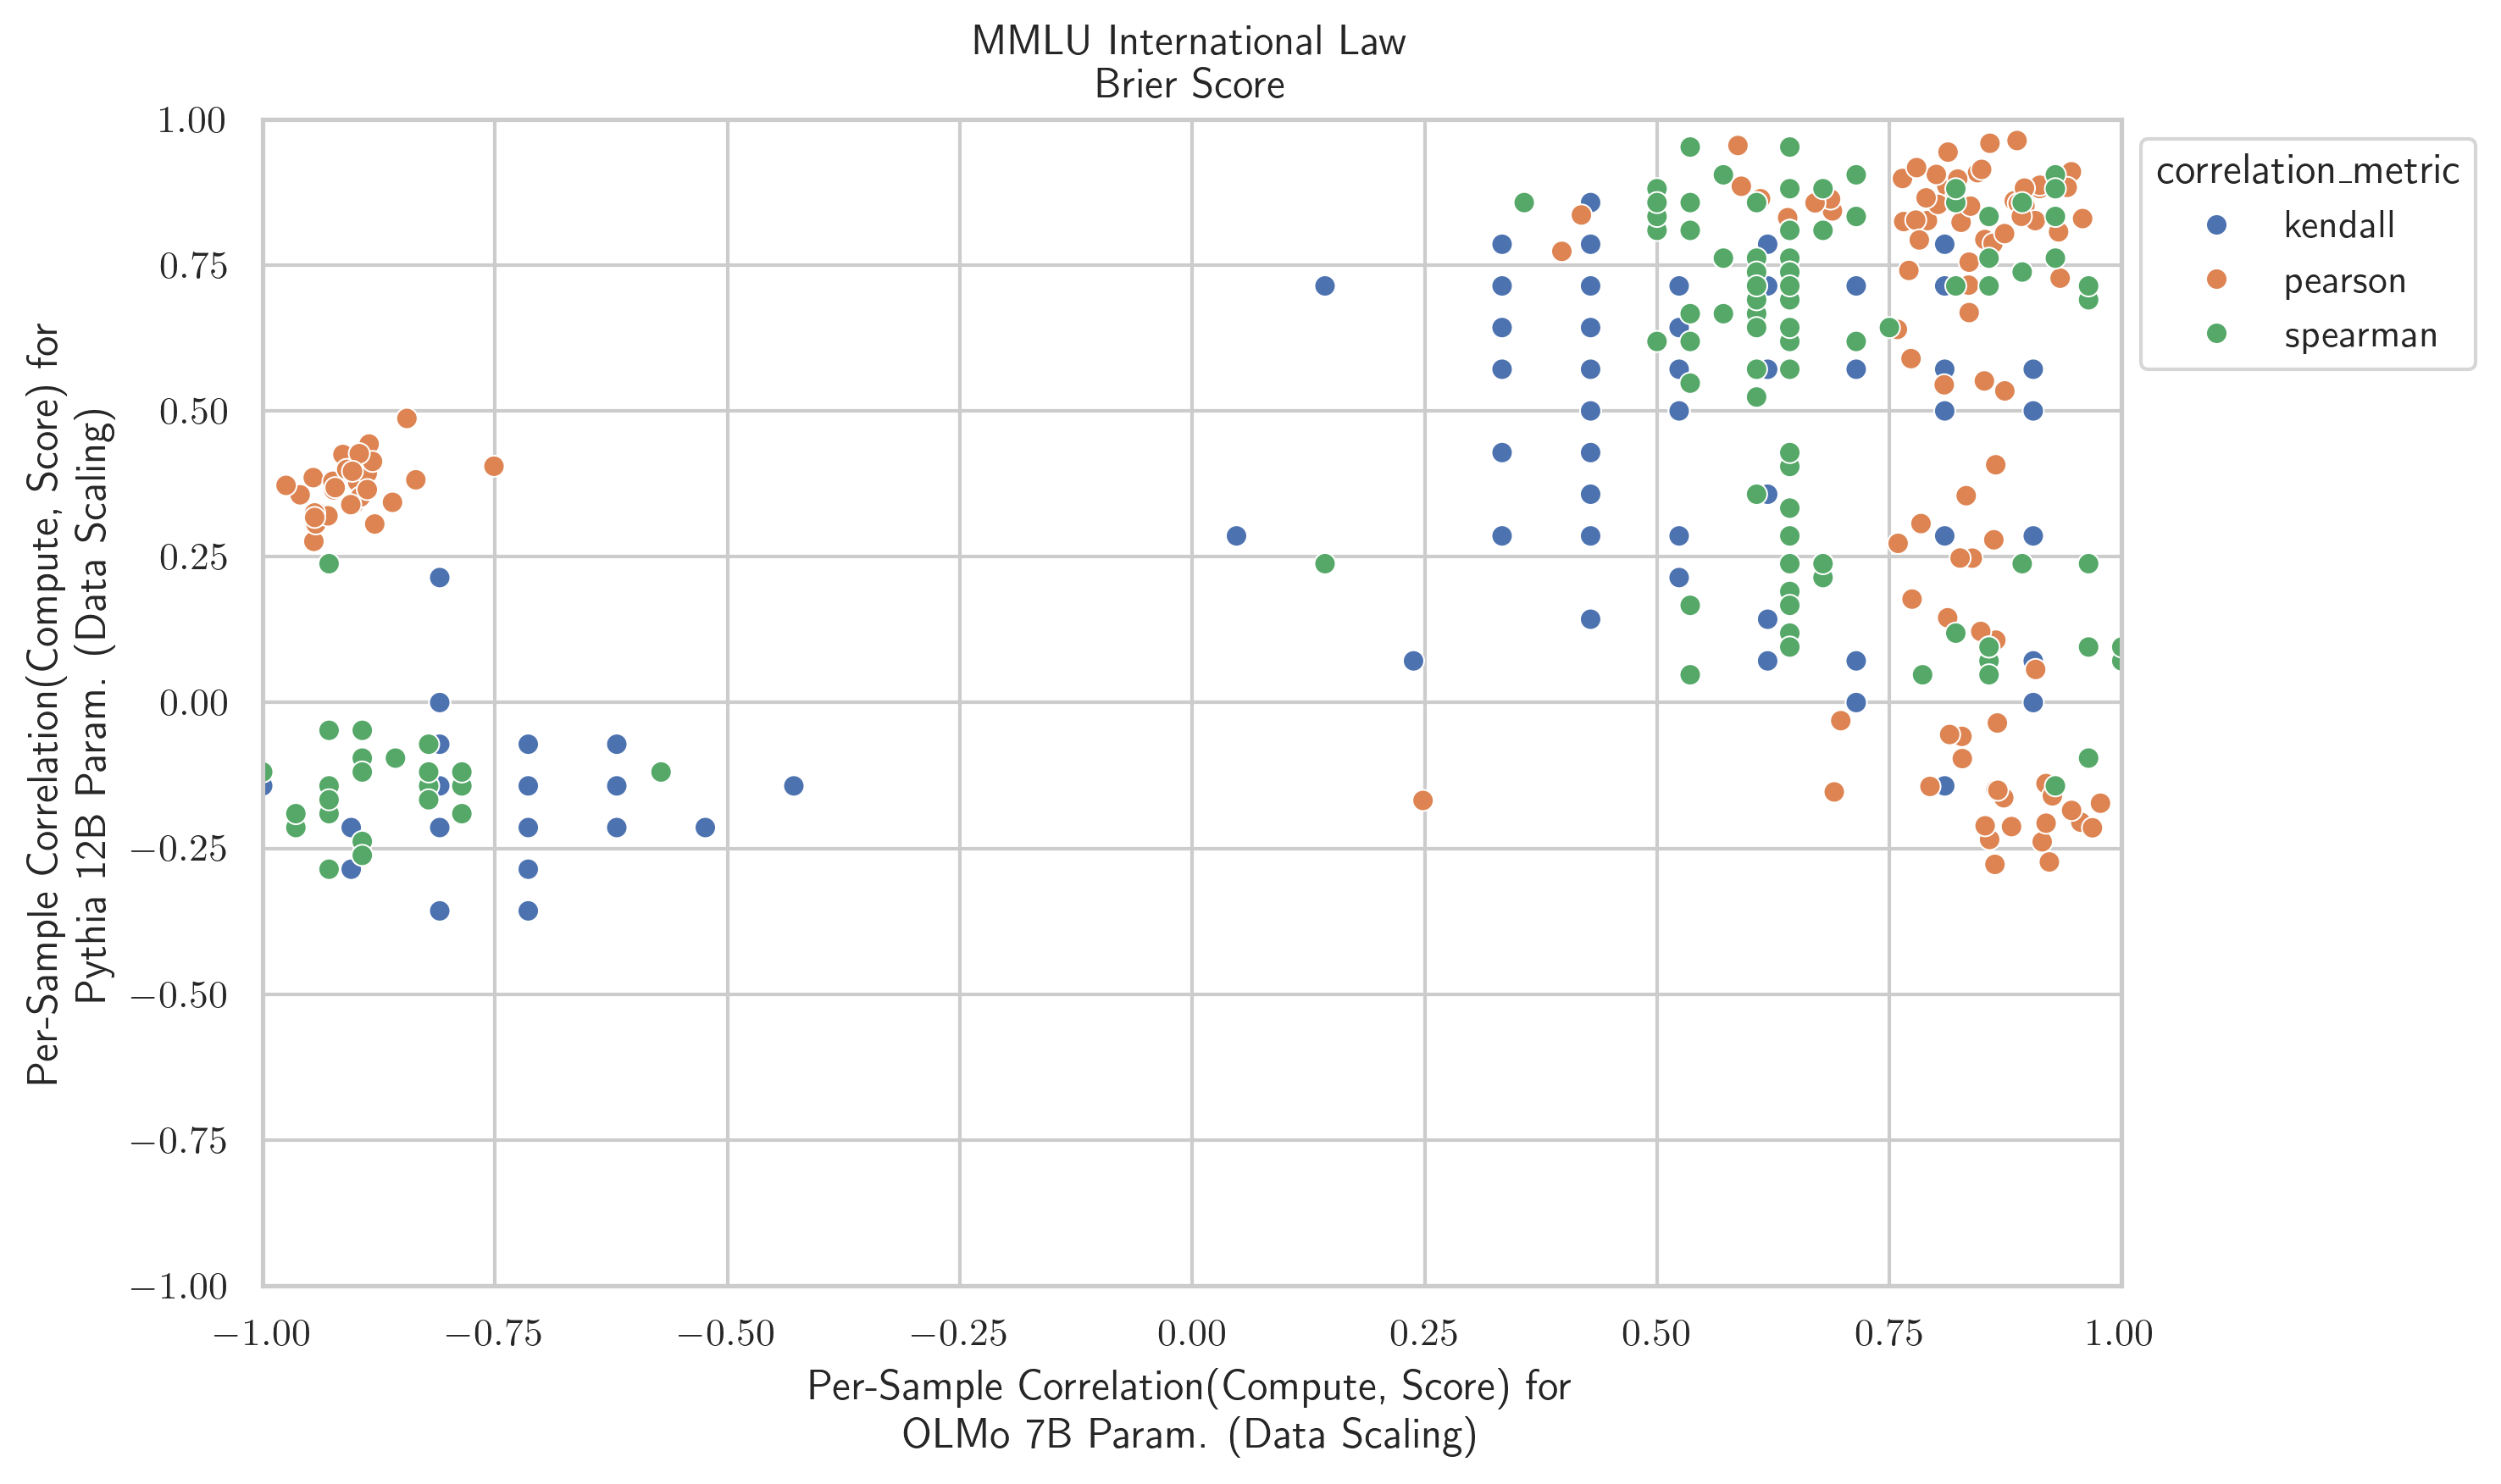 MMLU International Law
Brier Score
Per-Sample Correlation(Compute, Score) for
Pythia 12B Param. (Data Scaling)
1.00
0.75
0.50
0.25
0.00
−0.25
−0.50
−0.75
−1.00
−1.00 −0.75 −0.50 −0.25 0.00 0.25 0.50 0.75 1.00
Per-Sample Correlation(Compute, Score) for
OLMo 7B Param. (Data Scaling)
correlation_metric
kendall
pearson
spearman